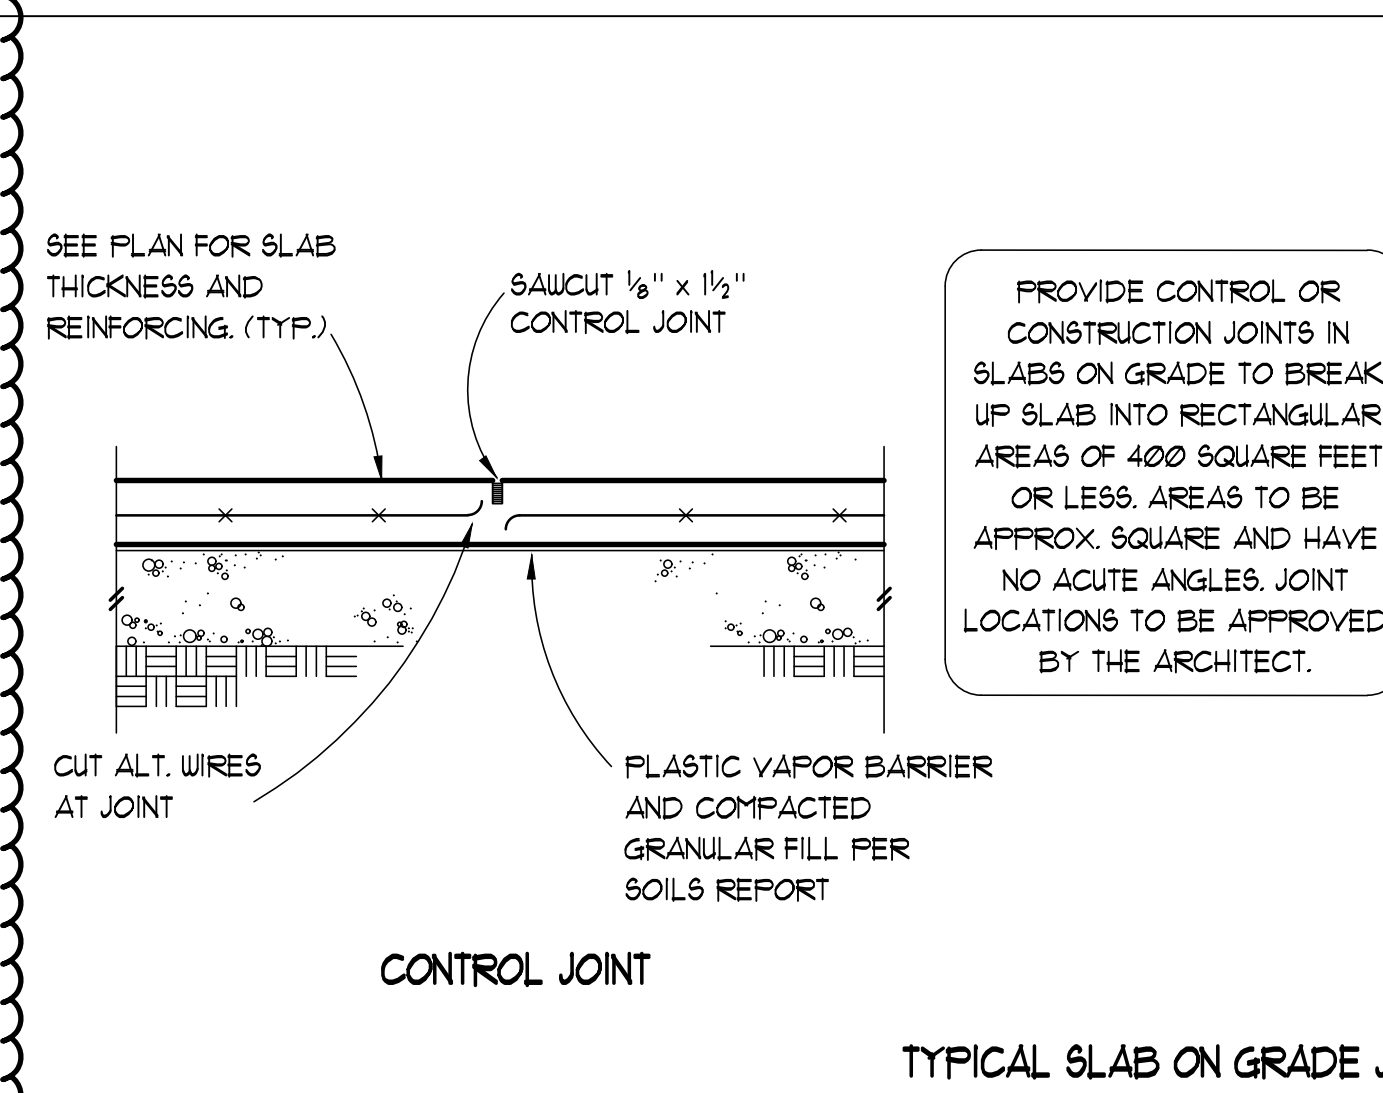 SEE PLAN FOR SLAB
THICKNESS AND
REINFORCING. (TYP.)
SAWCUT ⅛" x 1½"
CONTROL JOINT
PROVIDE CONTROL OR
CONSTRUCTION JOINTS IN
SLABS ON GRADE TO BREAK
UP SLAB INTO RECTANGULAR
AREAS OF 400 SQUARE FEET
OR LESS. AREAS TO BE
APPROX. SQUARE AND HAVE
NO ACUTE ANGLES. JOINT
LOCATIONS TO BE APPROVED
BY THE ARCHITECT.
CUT ALT. WIRES
AT JOINT
PLASTIC VAPOR BARRIER
AND COMPACTED
GRANULAR FILL PER
SOILS REPORT
CONTROL JOINT
TYPICAL SLAB ON GRADE